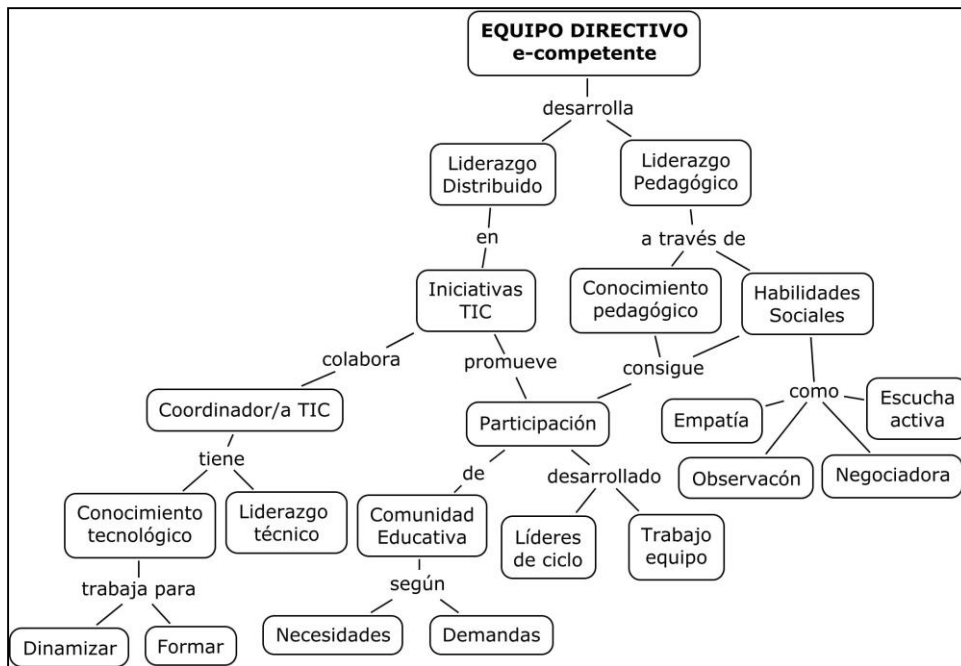 EQUIPO DIRECTIVO
e-competente
desarrolla
Liderazgo
Distribuido
Liderazgo
Pedagógico
en
a través de
Iniciativas
TIC
Conocimiento
pedagógico
Habilidades
Sociales
colabora
promueve
consigue
como
Coordinador/a TIC
Participación
Empatía
Escucha
activa
tiene
de
desarrollado
Observacón
Negociadora
Conocimiento
tecnológico
Liderazgo
técnico
Comunidad
Educativa
Líderes
de ciclo
Trabajo
equipo
trabaja para
según
Dinamizar
Formar
Necesidades
Demandas